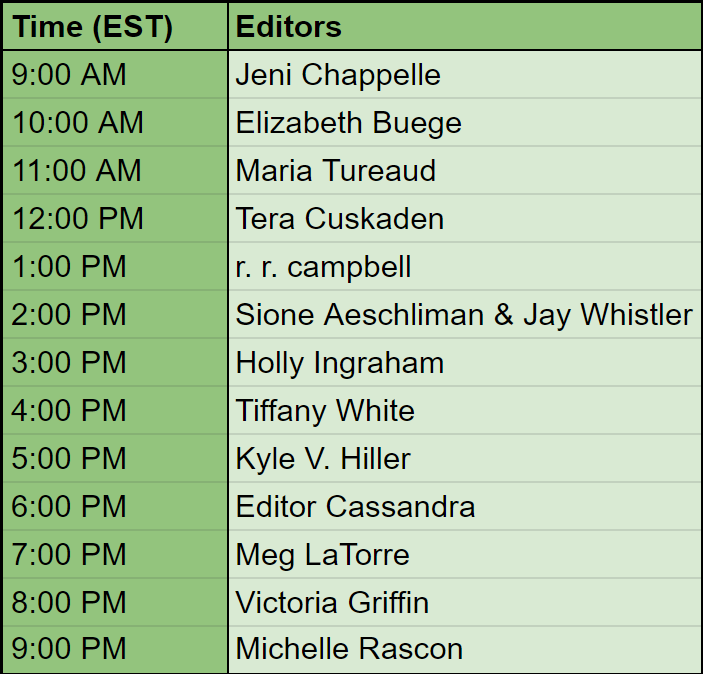 Time (EST) Editors
9:00 AM Jeni Chappelle
10:00 AM Elizabeth Buege
11:00 AM Maria Tureaud
12:00 PM Tera Cuskaden
1:00 PM r. r. campbell
2:00 PM Sione Aeschliman & Jay Whistler
3:00 PM Holly Ingraham
4:00 PM Tiffany White
5:00 PM Kyle V. Hiller
6:00 PM Editor Cassandra
7:00 PM Meg LaTorre
8:00 PM Victoria Griffin
9:00 PM Michelle Rascon